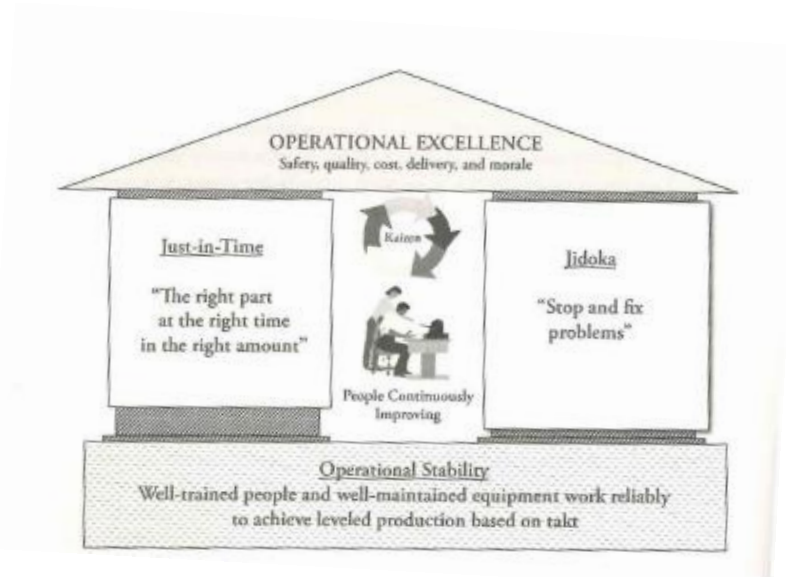 OPERATIONAL EXCELLENCE
Safety, quality, cost, delivery, and morale
Just-in-Time
"The right part
at the right time
in the right amount"
Kaizen
People Continuously
Improving
Jidoka
"Stop and fix
problems"
Operational Stability
Well-trained people and well-maintained equipment work reliably
to achieve leveled production based on takt